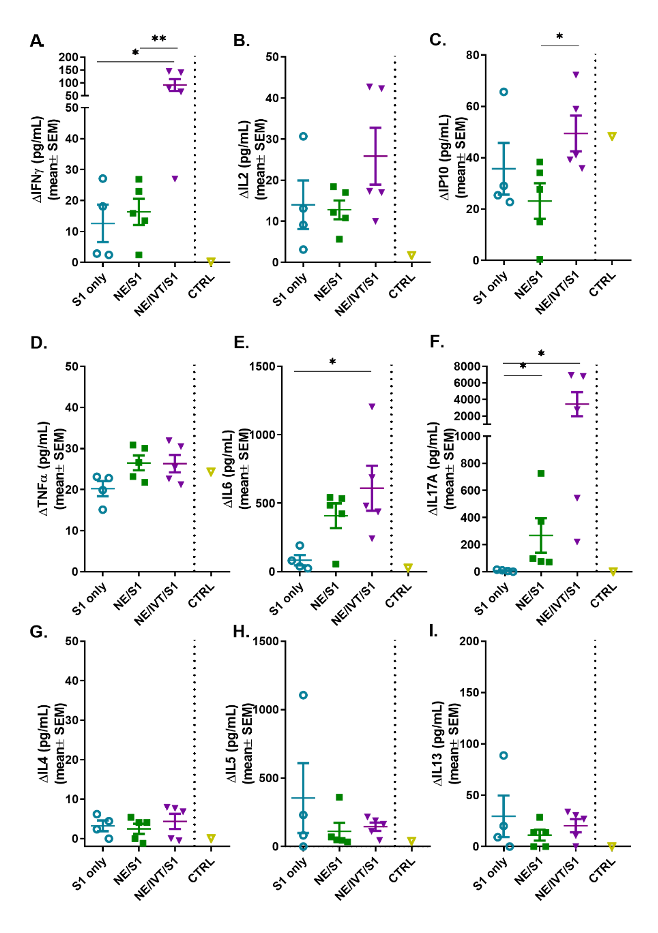 A.
ΔIFNγ (pg/mL)
(mean± SEM)
200
150
100
50
50
40
30
20
10
0
*
**
S1 only
NE/S1
NE/IVT/S1
CTRL
B.
ΔIL2 (pg/mL)
(mean± SEM)
50
40
30
20
10
0
S1 only
NE/S1
NE/IVT/S1
CTRL
C.
ΔIP10 (pg/mL)
(mean± SEM)
80
60
40
20
0
*
S1 only
NE/S1
NE/IVT/S1
CTRL
D.
ΔTNFα (pg/mL)
(mean± SEM)
50
40
30
20
10
0
S1 only
NE/S1
NE/IVT/S1
CTRL
E.
ΔIL6 (pg/mL)
(mean± SEM)
1500
1000
500
0
*
S1 only
NE/S1
NE/IVT/S1
CTRL
F.
ΔIL17A (pg/mL)
(mean± SEM)
8000
6000
4000
2000
1000
800
600
400
200
0
*
*
S1 only
NE/S1
NE/IVT/S1
CTRL
G.
ΔIL4 (pg/mL)
(mean± SEM)
50
40
30
20
10
0
S1 only
NE/S1
NE/IVT/S1
CTRL
H.
ΔIL5 (pg/mL)
(mean± SEM)
1500
1000
500
0
S1 only
NE/S1
NE/IVT/S1
CTRL
I.
ΔIL13 (pg/mL)
(mean± SEM)
200
150
100
50
0
S1 only
NE/S1
NE/IVT/S1
CTRL